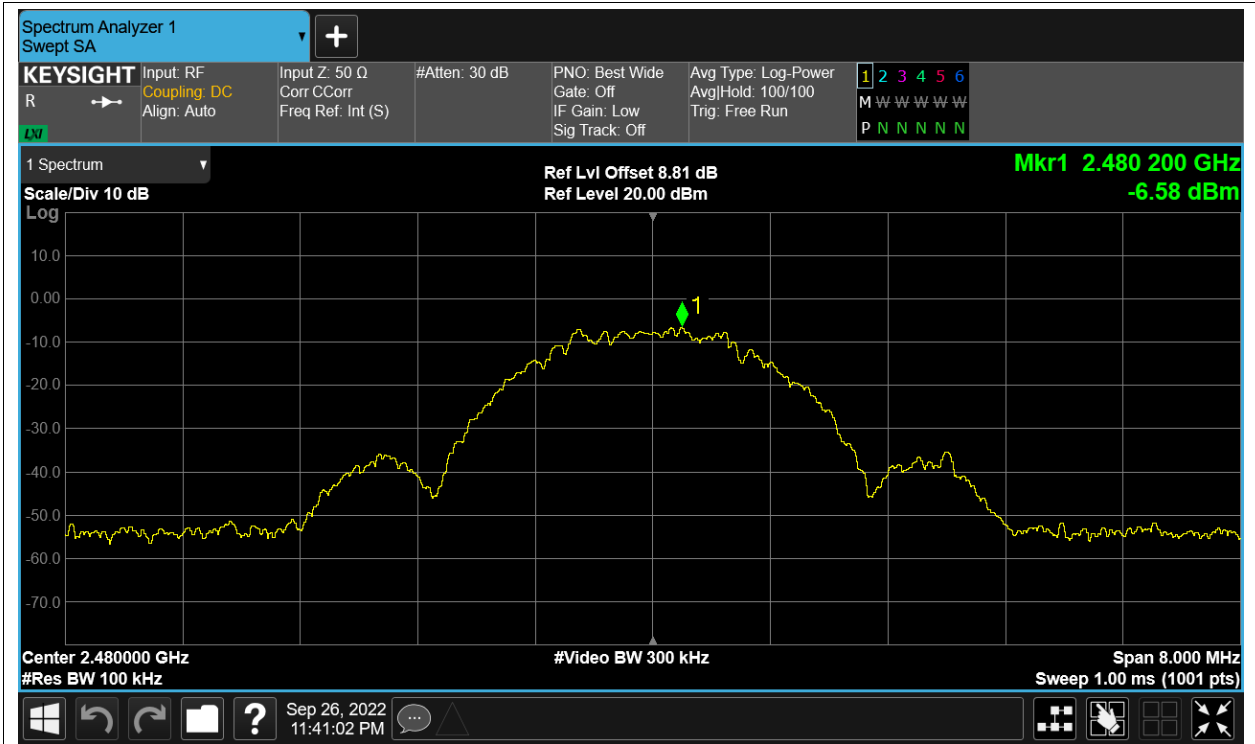 Spectrum Analyzer 1
Swept SA
+
KEYSIGHT
R
LXI
Input: RF
Coupling: DC
Align: Auto
Input Z: 50 Ω
Corr CCorr
Freq Ref: Int (S)
#Atten: 30 dB
PNO: Best Wide
Gate: Off
IF Gain: Low
Sig Track: Off
Avg Type: Log-Power
Avg|Hold: 100/100
Trig: Free Run
1 2 3 4 5 6
M W W W W W W
P N N N N N N
1 Spectrum
Scale/Div 10 dB
Log
Ref Lvl Offset 8.81 dB
Ref Level 20.00 dBm
Mkr1 2.480 200 GHz
-6.58 dBm
10.0
0.00
-10.0
-20.0
-30.0
-40.0
-50.0
-60.0
-70.0
1
Center 2.480000 GHz
#Res BW 100 kHz
#Video BW 300 kHz
Span 8.000 MHz
Sweep 1.00 ms (1001 pts)
?
Sep 26, 2022
11:41:02 PM